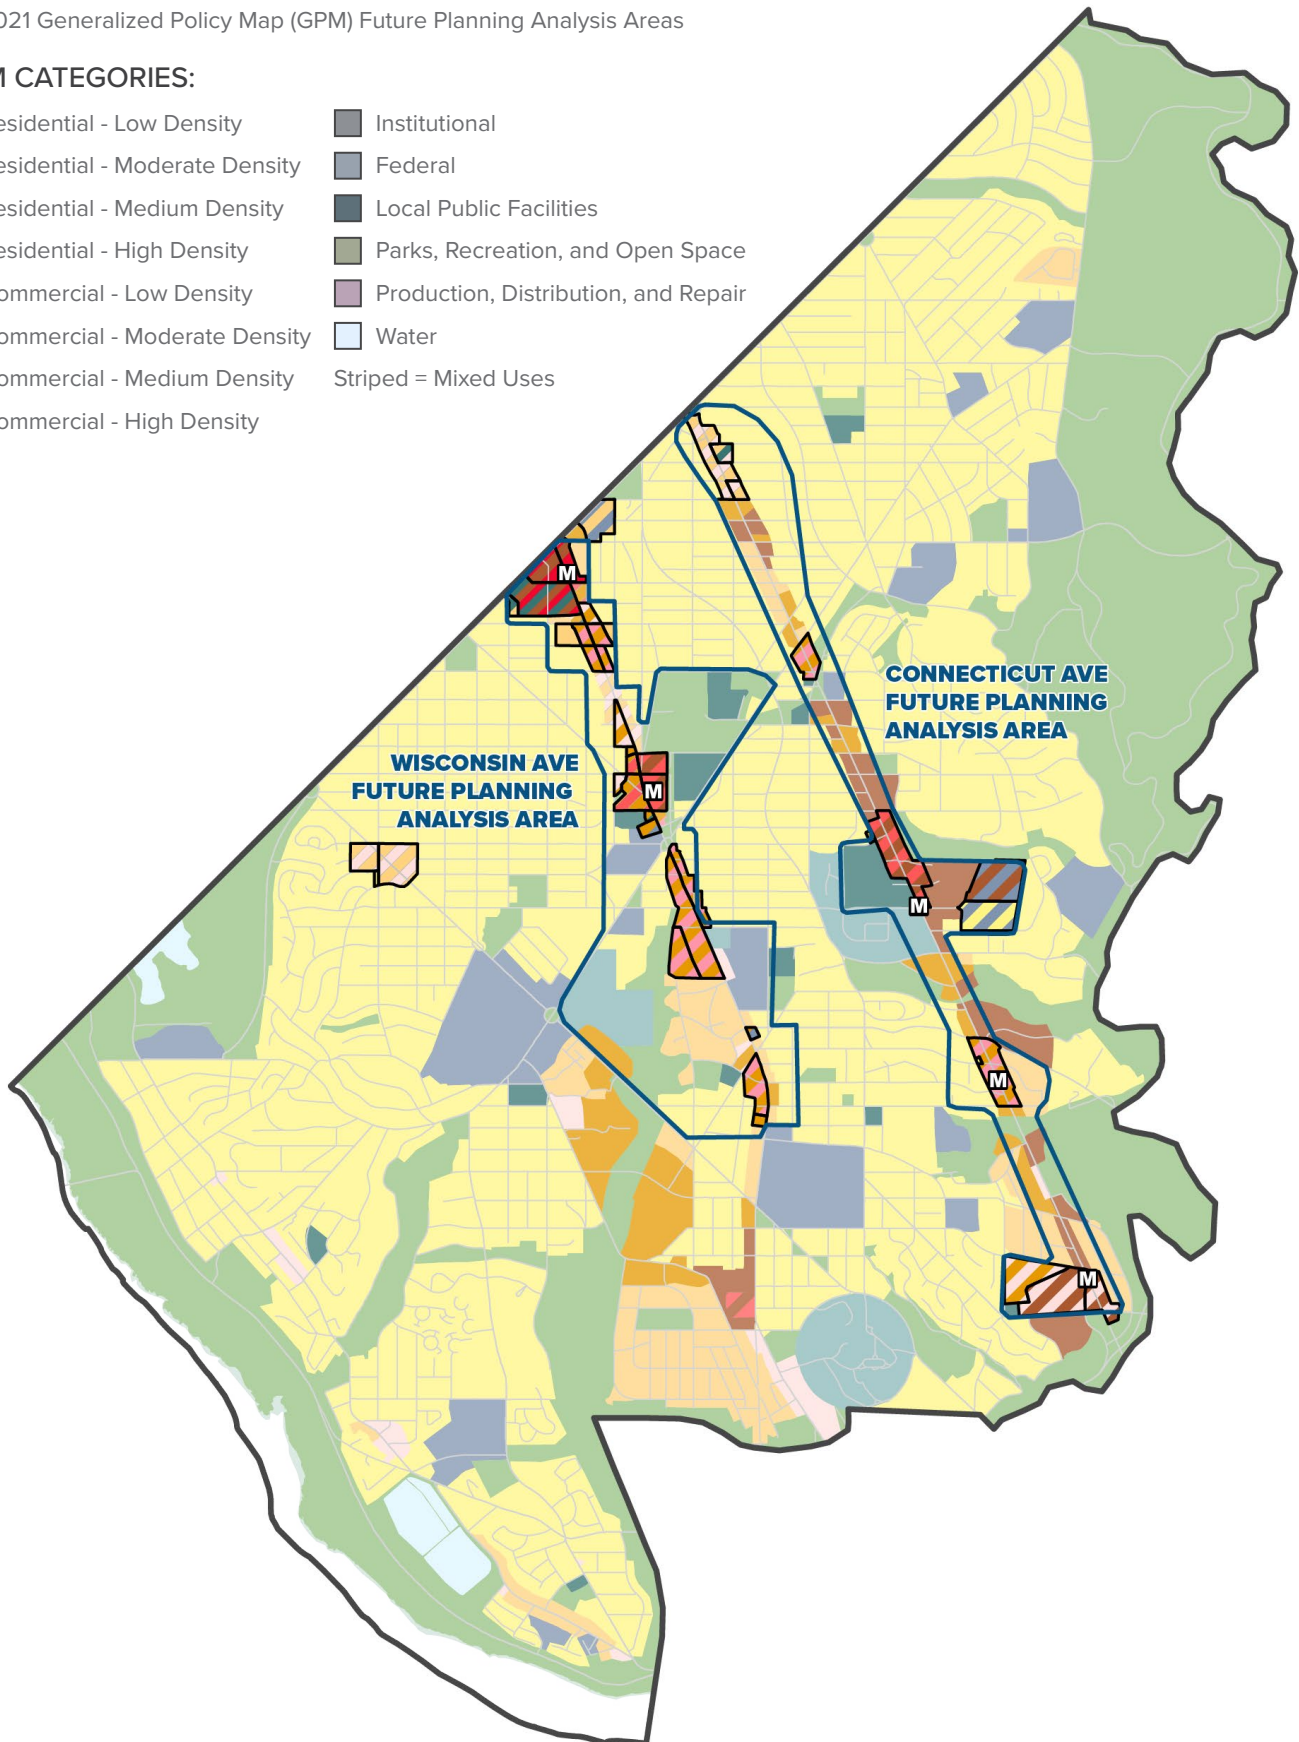 021 Generalized Policy Map (GPM) Future Planning Analysis Areas
M CATEGORIES:
esidential - Low Density
esidential - Moderate Density
esidential - Medium Density
esidential - High Density
ommercial - Low Density
ommercial - Moderate Density
ommercial - Medium Density
ommercial - High Density
Institutional
Federal
Local Public Facilities
Parks, Recreation, and Open Space
Production, Distribution, and Repair
Water
Striped = Mixed Uses
M
CONNECTICUT AVE
FUTURE PLANNING
ANALYSIS AREA
WISCONSIN AVE
FUTURE PLANNING
ANALYSIS AREA
M
M
M
M